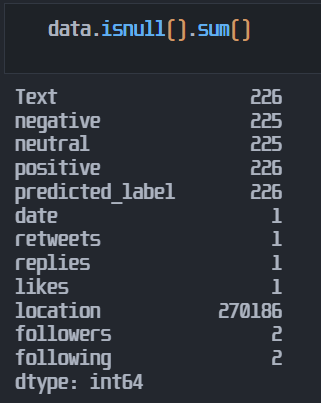 data.isnull().sum()
Text 226
negative 225
neutral 225
positive 226
predicted_label 226
date 1
retweets 1
replies 1
likes 1
location 270186
followers 2
following 2
dtype: int64